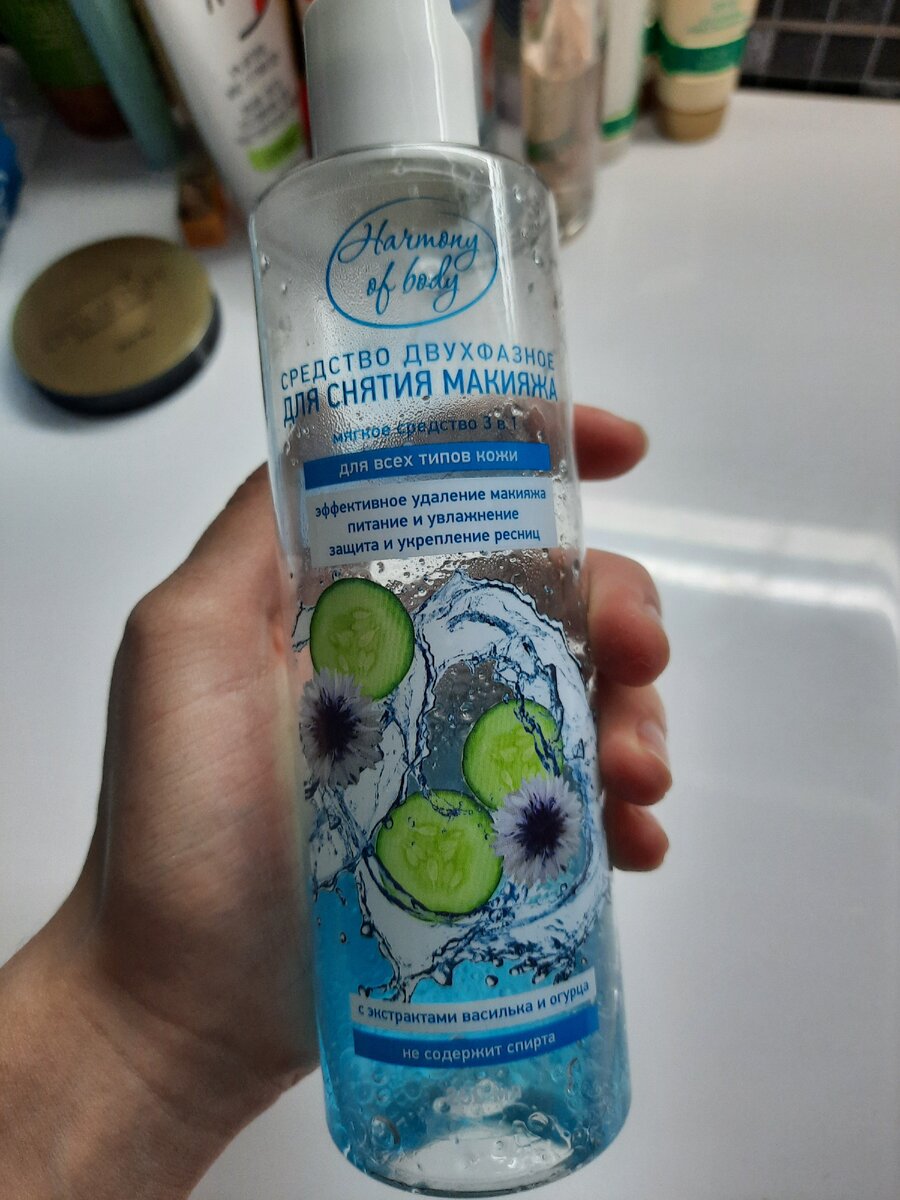 Harmony
of body
СРЕДСТВО ДВУХФАЗНОЕ
ДЛЯ СНЯТИЯ МАКИЯЖА
мягкое средство 3 в 1
для всех типов кожи
эффективное удаление макияжа
питание и увлажнение
защита и укрепление ресниц
с экстрактами василька и огурца
не содержит спирта